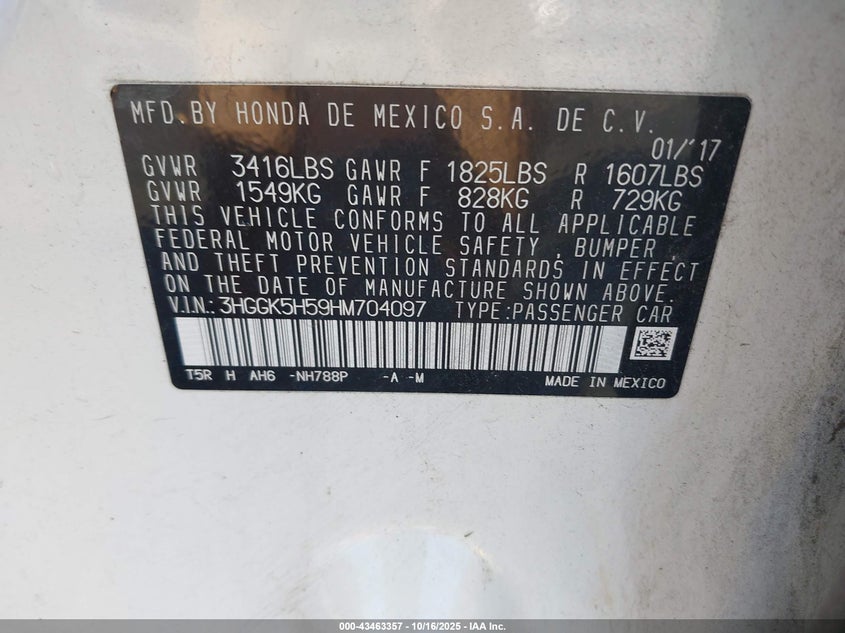 MFD.BY HONDA DE MEXICO S.A. DE C.V.
01/'17
GVWR 3416LBS GAWR F 1825LBS R 1607LBS
GVWR 1549KG GAWR F 828KG R 729KG
THIS VEHICLE CONFORMS TO ALL APPLICABLE
FEDERAL MOTOR VEHICLE SAFETY , BUMPER ,
AND THEFT PREVENTION STANDARDS IN EFFECT
ON THE DATE OF MANUFACTURE SHOWN ABOVE.
V.I.N.: 3HGGK5H59HM704097 TYPE:PASSENGER CAR
T5R H AH6 -NH788P -A -M MADE IN MEXICO
000-43463357 - 10/16/2025 - IAA Inc.